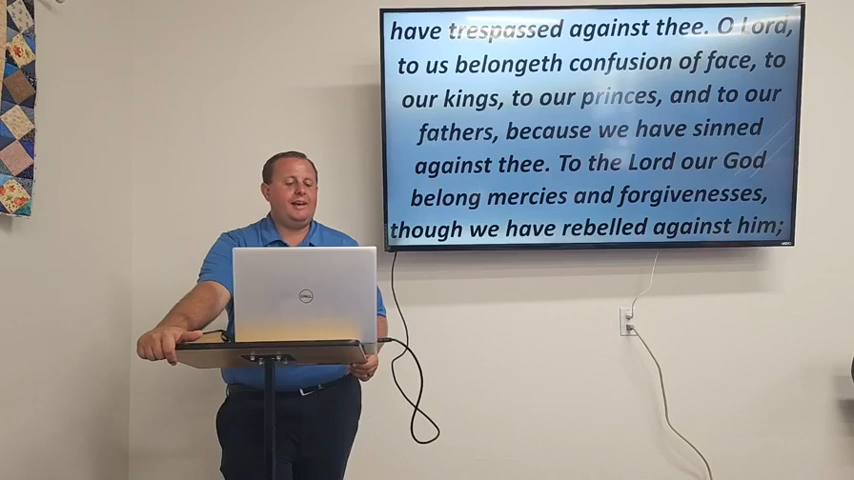 have trespassed against thee. O Lord,
to us belongeth confusion of face, to
our kings, to our princes, and to our
fathers, because we have sinned
against thee. To the Lord our God
belong mercies and forgivenesses,
though we have rebelled against him;
DELL